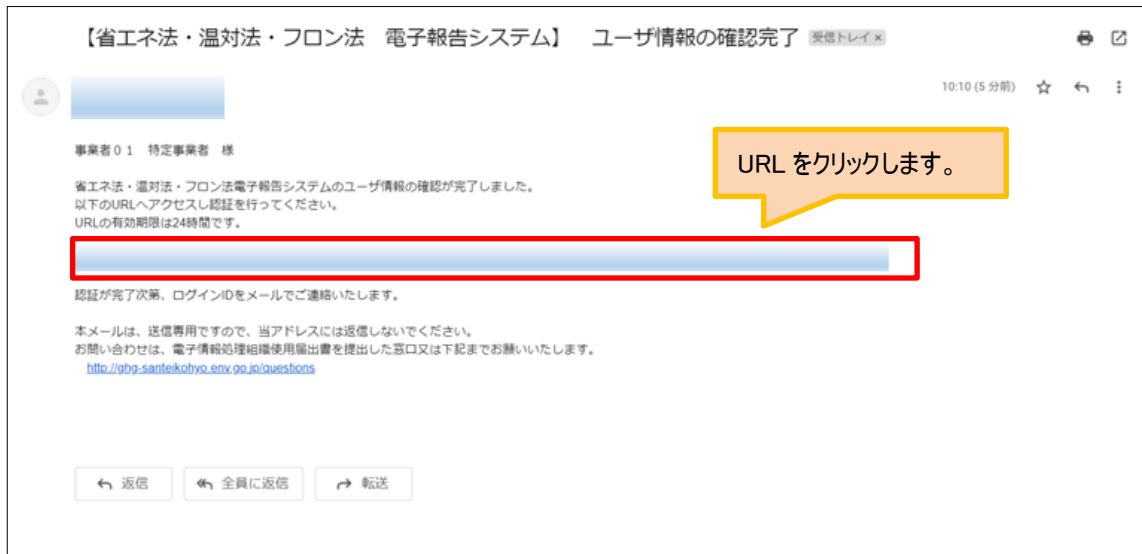 【省エネ法・温対法・フロン法　電子報告システム】　ユーザ情報の確認完了 受信トレイ ×
10:10 (5 分前)
事業者０１　特定事業者　様
URL をクリックします。
省エネ法・温対法・フロン法電子報告システムのユーザ情報の確認が完了しました。
以下のURLへアクセスし認証を行ってください。
URLの有効期限は24時間です。
認証が完了次第、ログインIDをメールでご連絡いたします。
本メールは、送信専用ですので、当アドレスには返信しないでください。
お問い合わせは、電子情報処理組織使用届出書を提出した窓口又は下記までお願いいたします。
http://ghg-santeikohyo.env.go.jp/questions
返信
全員に返信
転送